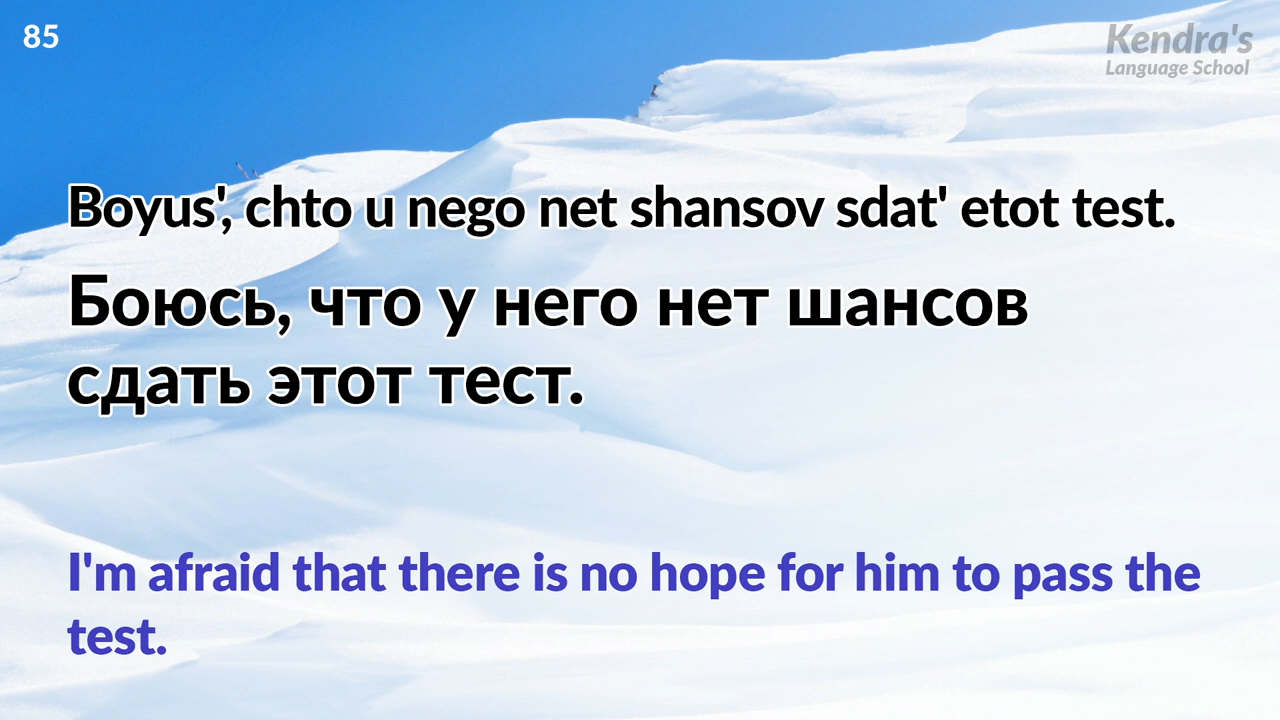 85
Kendra's
Language School
Boyus', chto u nego net shansov sdat' etot test.
Боюсь, что у него нет шансов
сдать этот тест.
I'm afraid that there is no hope for him to pass the
test.